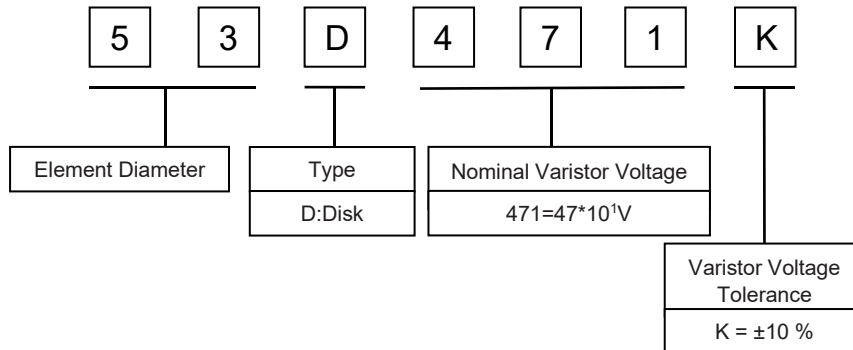 5 3 D 4 7 1 K
Element Diameter
Type
D:Disk
Nominal Varistor Voltage
471=47*10¹V
Varistor Voltage
Tolerance
K = ±10 %